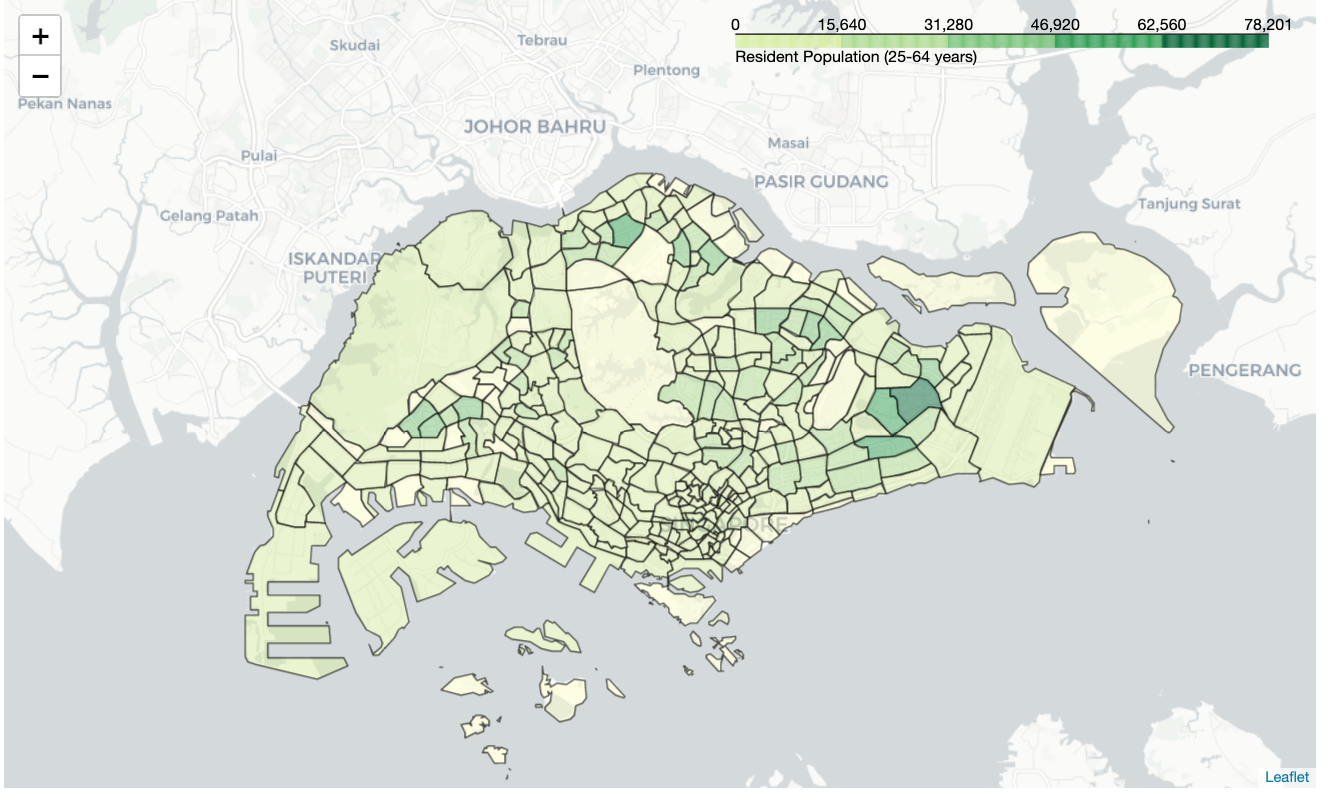 +
−
0 15,640 31,280 46,920 62,560 78,201
Resident Population (25-64 years)
Skudai
Tebrau
Plentong
Pekan Nanas
JOHOR BAHRU
Masai
Pulai
PASIR GUDANG
Gelang Patah
Tanjung Surat
ISKANDAR
PUTERI
PENGERANG
SINGAPORE
Leaflet